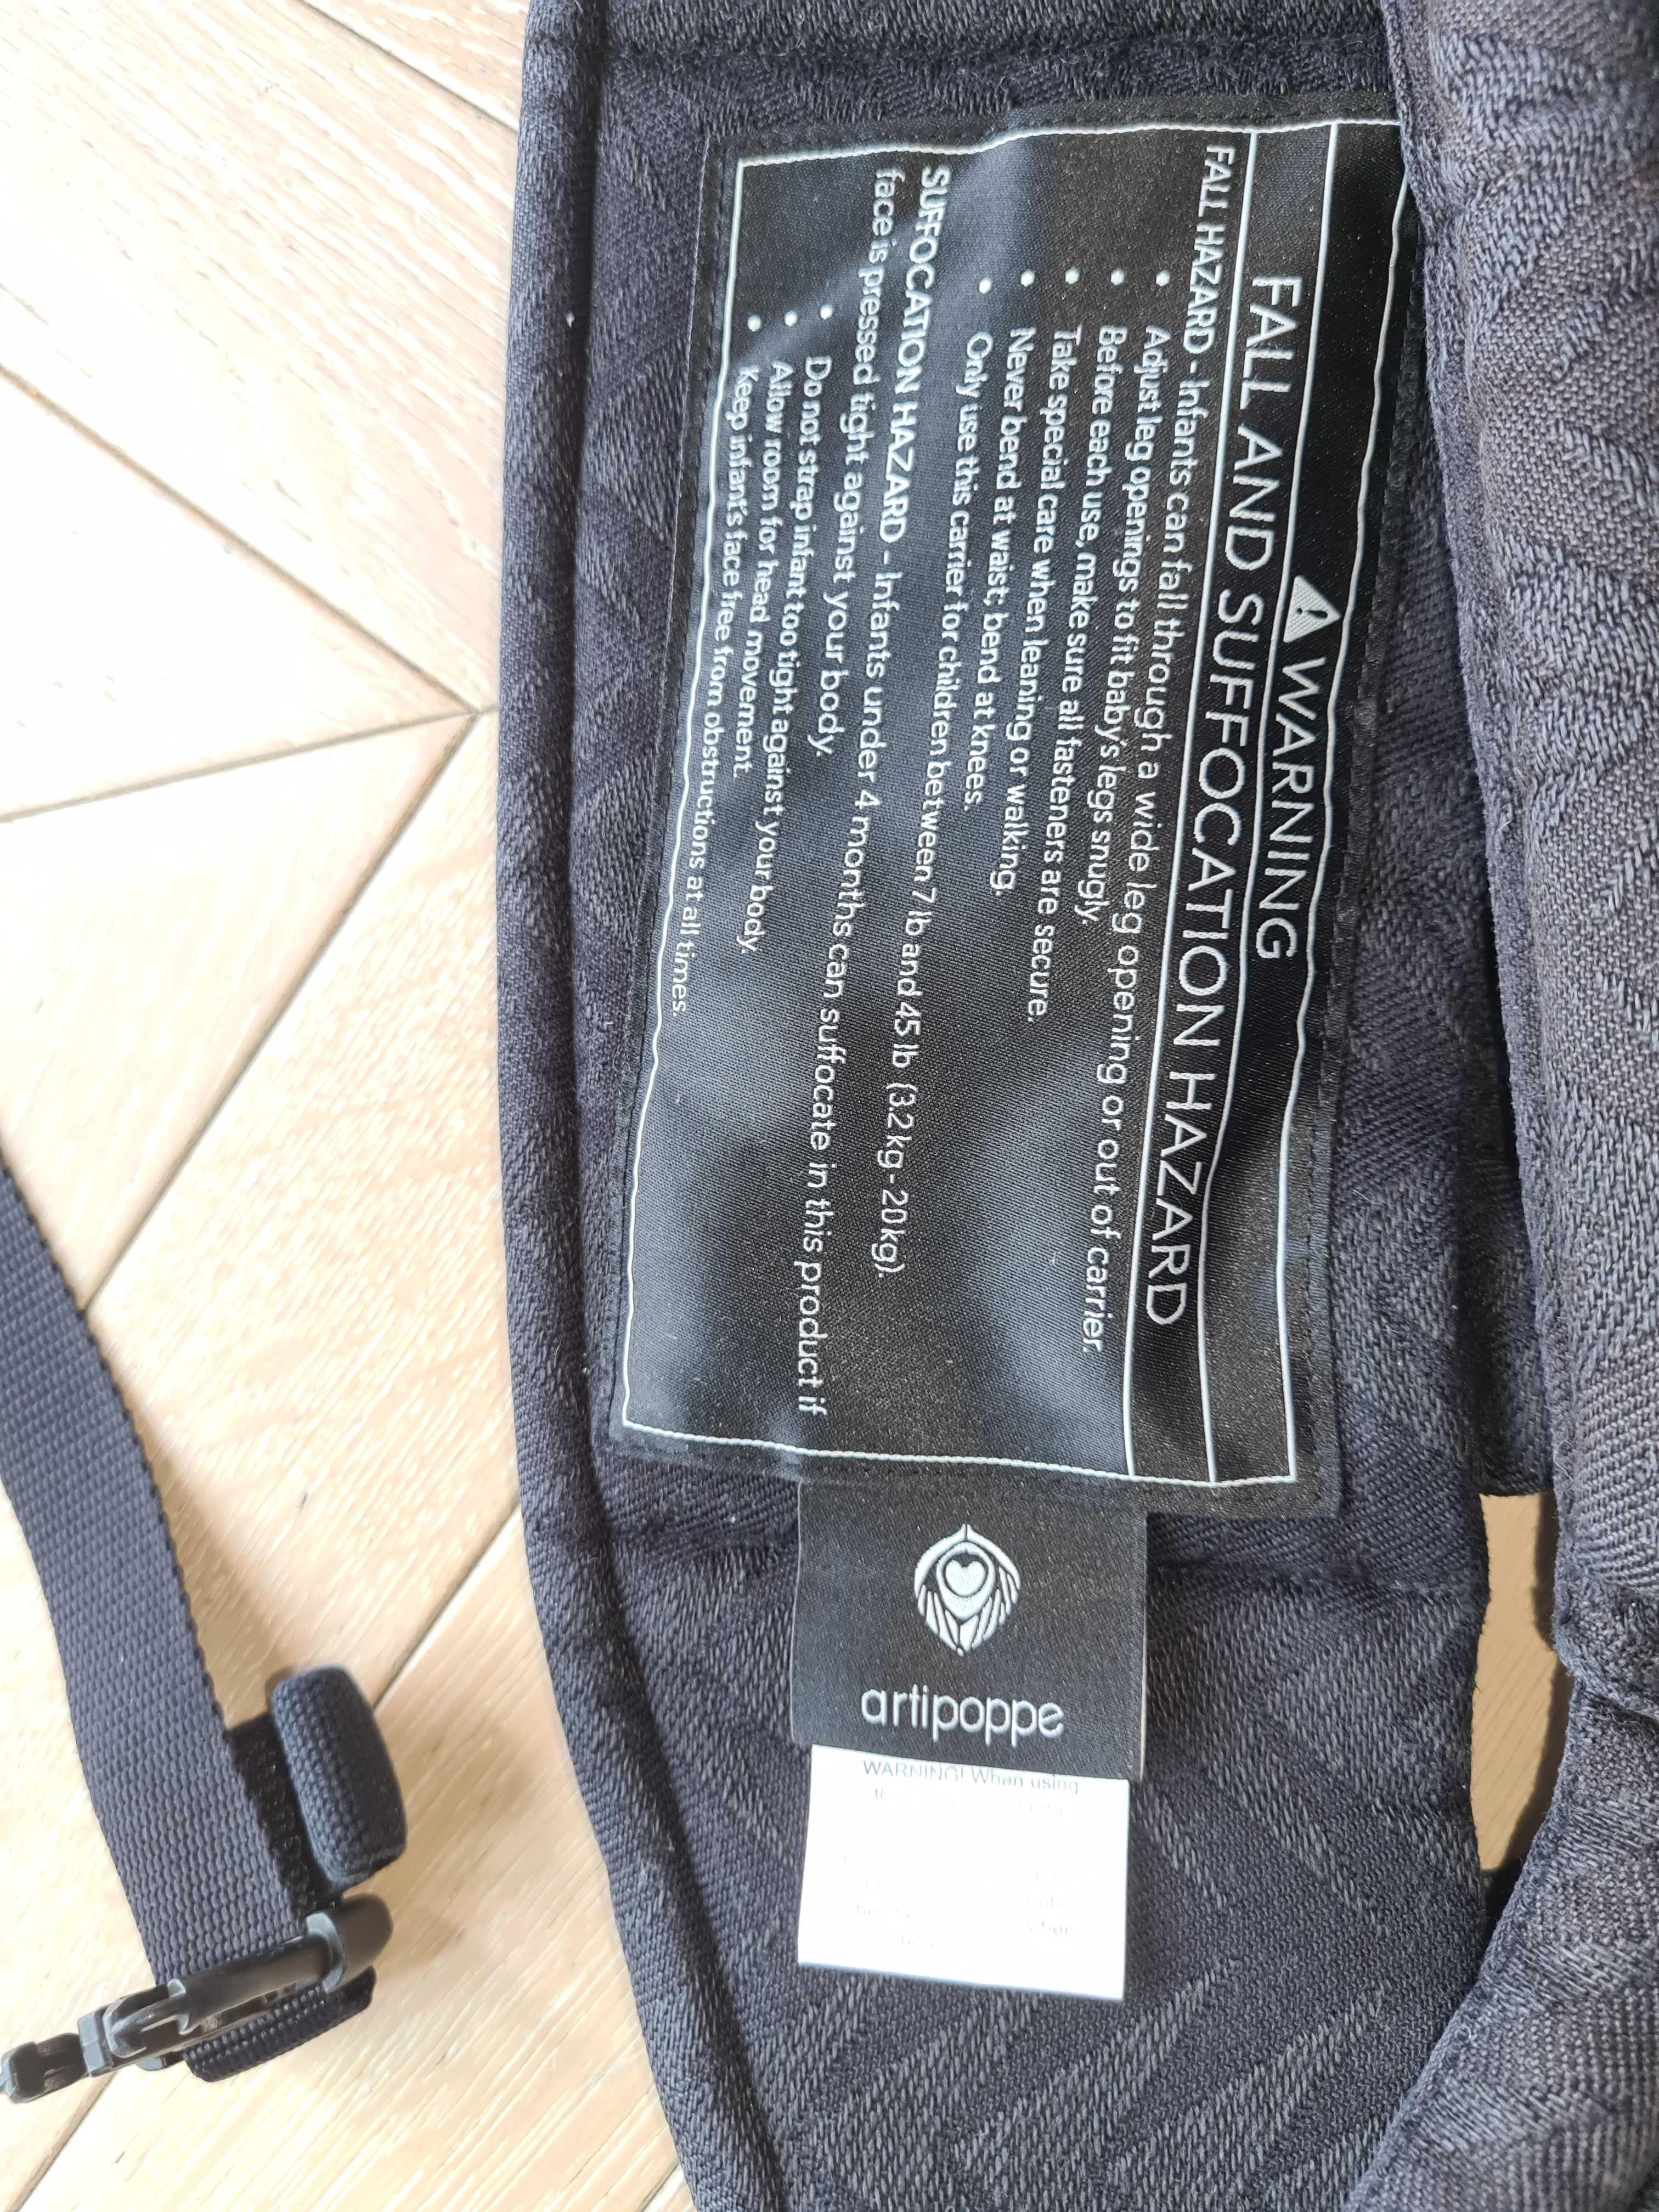 WARNING
FALL AND SUFFOCATION HAZARD
FALL HAZARD - Infants can fall through a wide leg opening or out of carrier.
• Adjust leg openings to fit baby's legs snugly.
• Before each use, make sure all fasteners are secure.
• Take special care when leaning or walking.
• Never bend at waist; bend at knees.
• Only use this carrier for children between 7 lb and 45 lb (3.2 kg - 20 kg).
SUFFOCATION HAZARD - Infants under 4 months can suffocate in this product if
face is pressed tight against your body.
• Do not strap infant too tight against your body.
• Allow room for head movement.
• Keep infant's face free from obstructions at all times.
artipoppe
WARNING! When using